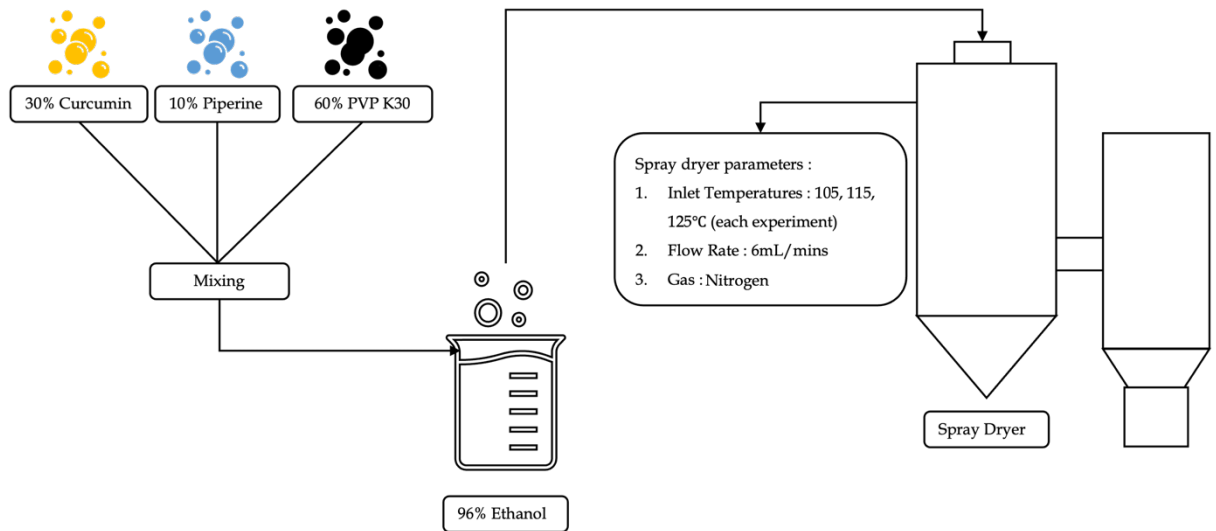 30% Curcumin
10% Piperine
60% PVP K30
Mixing
96% Ethanol
Spray dryer parameters :
1. Inlet Temperatures : 105, 115,
125℃ (each experiment)
2. Flow Rate : 6mL/mins
3. Gas : Nitrogen
Spray Dryer